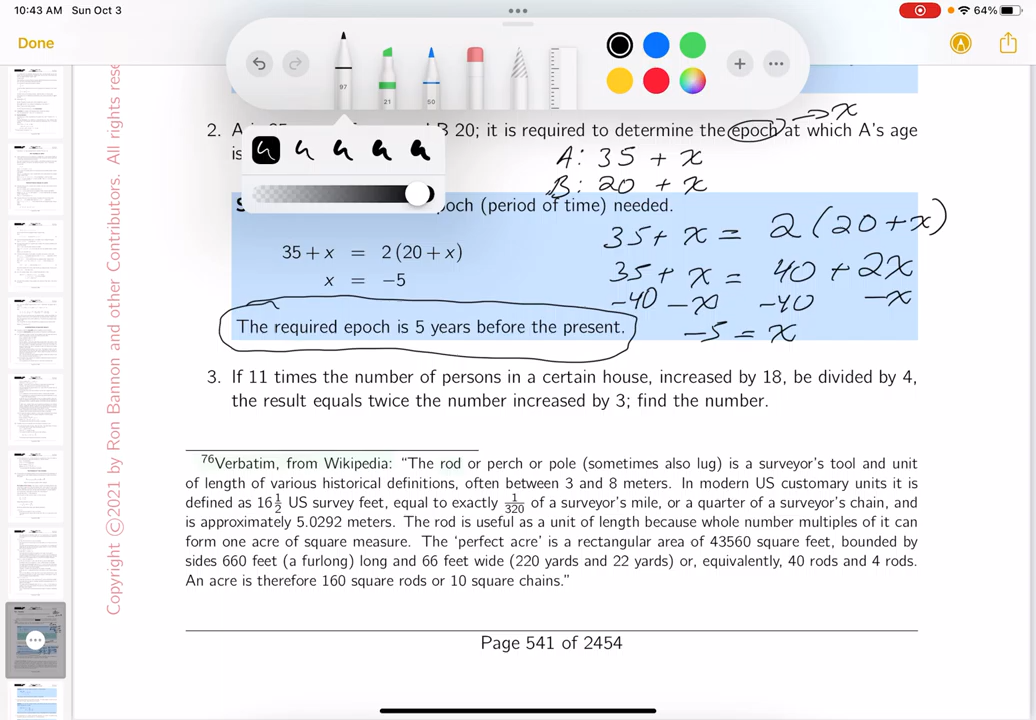 10:43 AM Sun Oct 3
64%
Done
97
21
50
2. A B 20; it is required to determine the epoch at which A's age → x
is
A: 35 + x
B: 20 + x
och (period of time) needed.
35 + x = 2 (20 + x)
x = −5
The required epoch is 5 years before the present.
35 + x = 2 (20 + x)
35 + x = 40 + 2x
-40 -x -40 -x
-5 = x
3. If 11 times the number of persons in a certain house, increased by 18, be divided by 4,
the result equals twice the number increased by 3; find the number.
76Verbatim, from Wikipedia: “The rod or perch or pole (sometimes also lug) is a surveyor's tool and unit
of length of various historical definitions, often between 3 and 8 meters. In modern US customary units it is
defined as 16 1/2 US survey feet, equal to exactly 1/320 of a surveyor's mile, or a quarter of a surveyor's chain, and
is approximately 5.0292 meters. The rod is useful as a unit of length because whole number multiples of it can
form one acre of square measure. The ‘perfect acre’ is a rectangular area of 43560 square feet, bounded by
sides 660 feet (a furlong) long and 66 feet wide (220 yards and 22 yards) or, equivalently, 40 rods and 4 rods.
An acre is therefore 160 square rods or 10 square chains.”
Page 541 of 2454
Copyright ©2021 by Ron Bannon and other Contributors. All rights rese